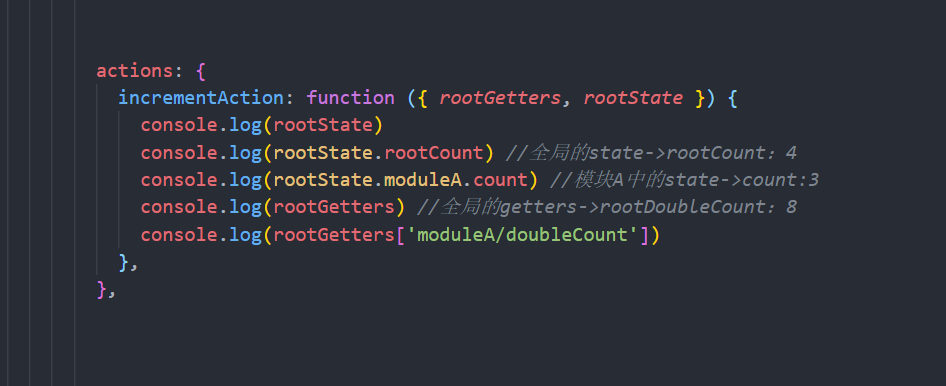 actions: {
incrementAction: function ({ rootGetters, rootState }) {
console.log(rootState)
console.log(rootState.rootCount) //全局的state->rootCount：4
console.log(rootState.moduleA.count) //模块A中的state->count:3
console.log(rootGetters) //全局的getters->rootDoubleCount：8
console.log(rootGetters['moduleA/doubleCount'])
},
},